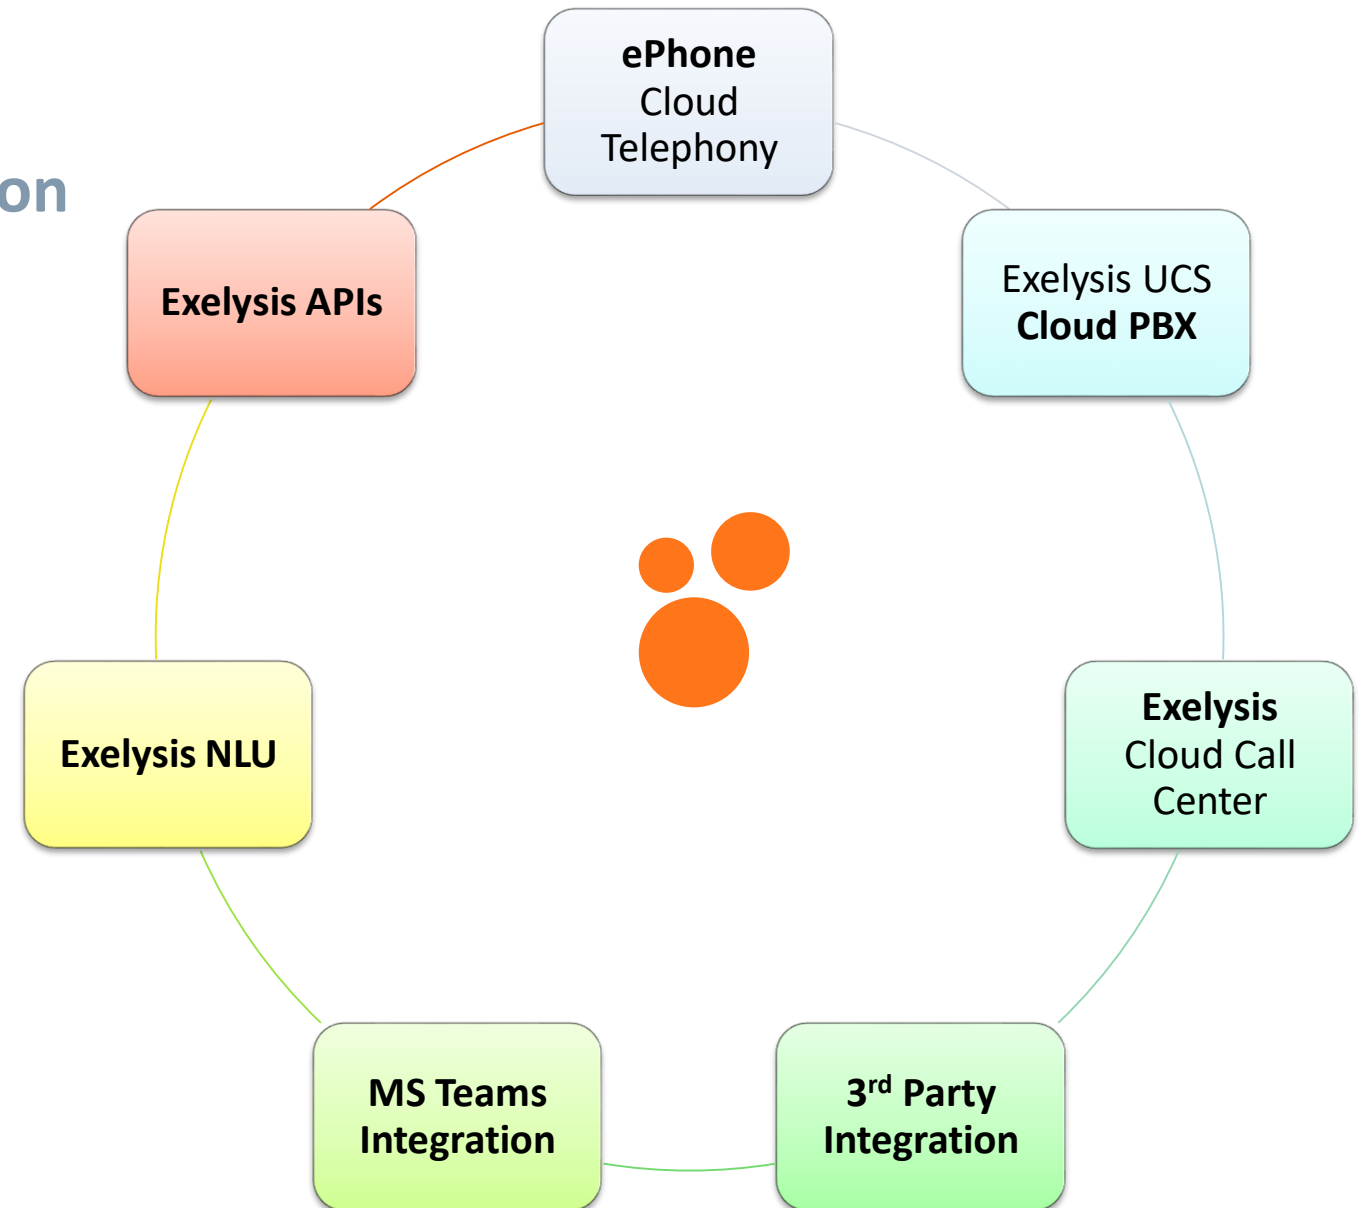 ePhone
Cloud
Telephony
on
Exelysis APIs
Exelysis UCS
Cloud PBX
Exelysis NLU
Exelysis
Cloud Call
Center
MS Teams
Integration
3rd Party
Integration